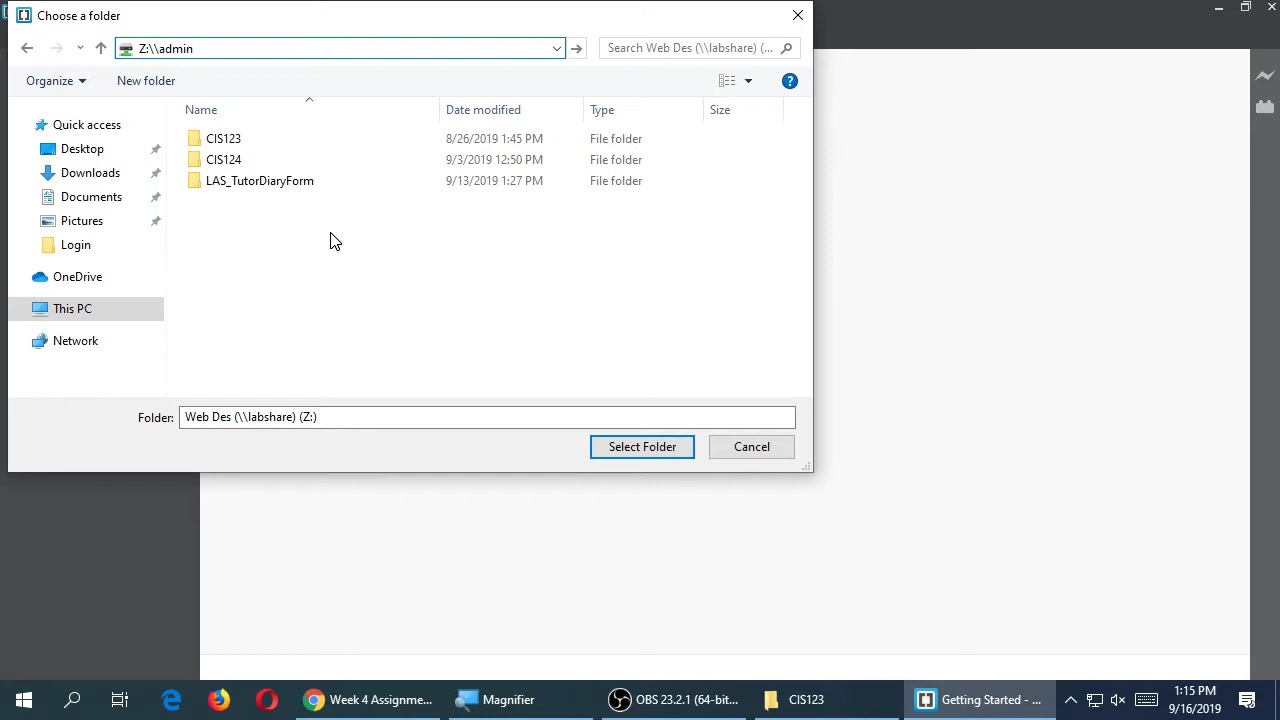 Choose a folder
Z:\\admin
Search Web Des (\\labshare) (...
Organize
New folder
Name
Date modified
Type
Size
Quick access
Desktop
Downloads
Documents
Pictures
Login
OneDrive
This PC
Network
CIS123
8/26/2019 1:45 PM
File folder
CIS124
9/3/2019 12:50 PM
File folder
LAS_TutorDiaryForm
9/13/2019 1:27 PM
File folder
Folder:
Web Des (\\labshare) (Z:)
Select Folder
Cancel
Week 4 Assignme...
Magnifier
OBS 23.2.1 (64-bit...
CIS123
Getting Started - ...
1:15 PM
9/16/2019